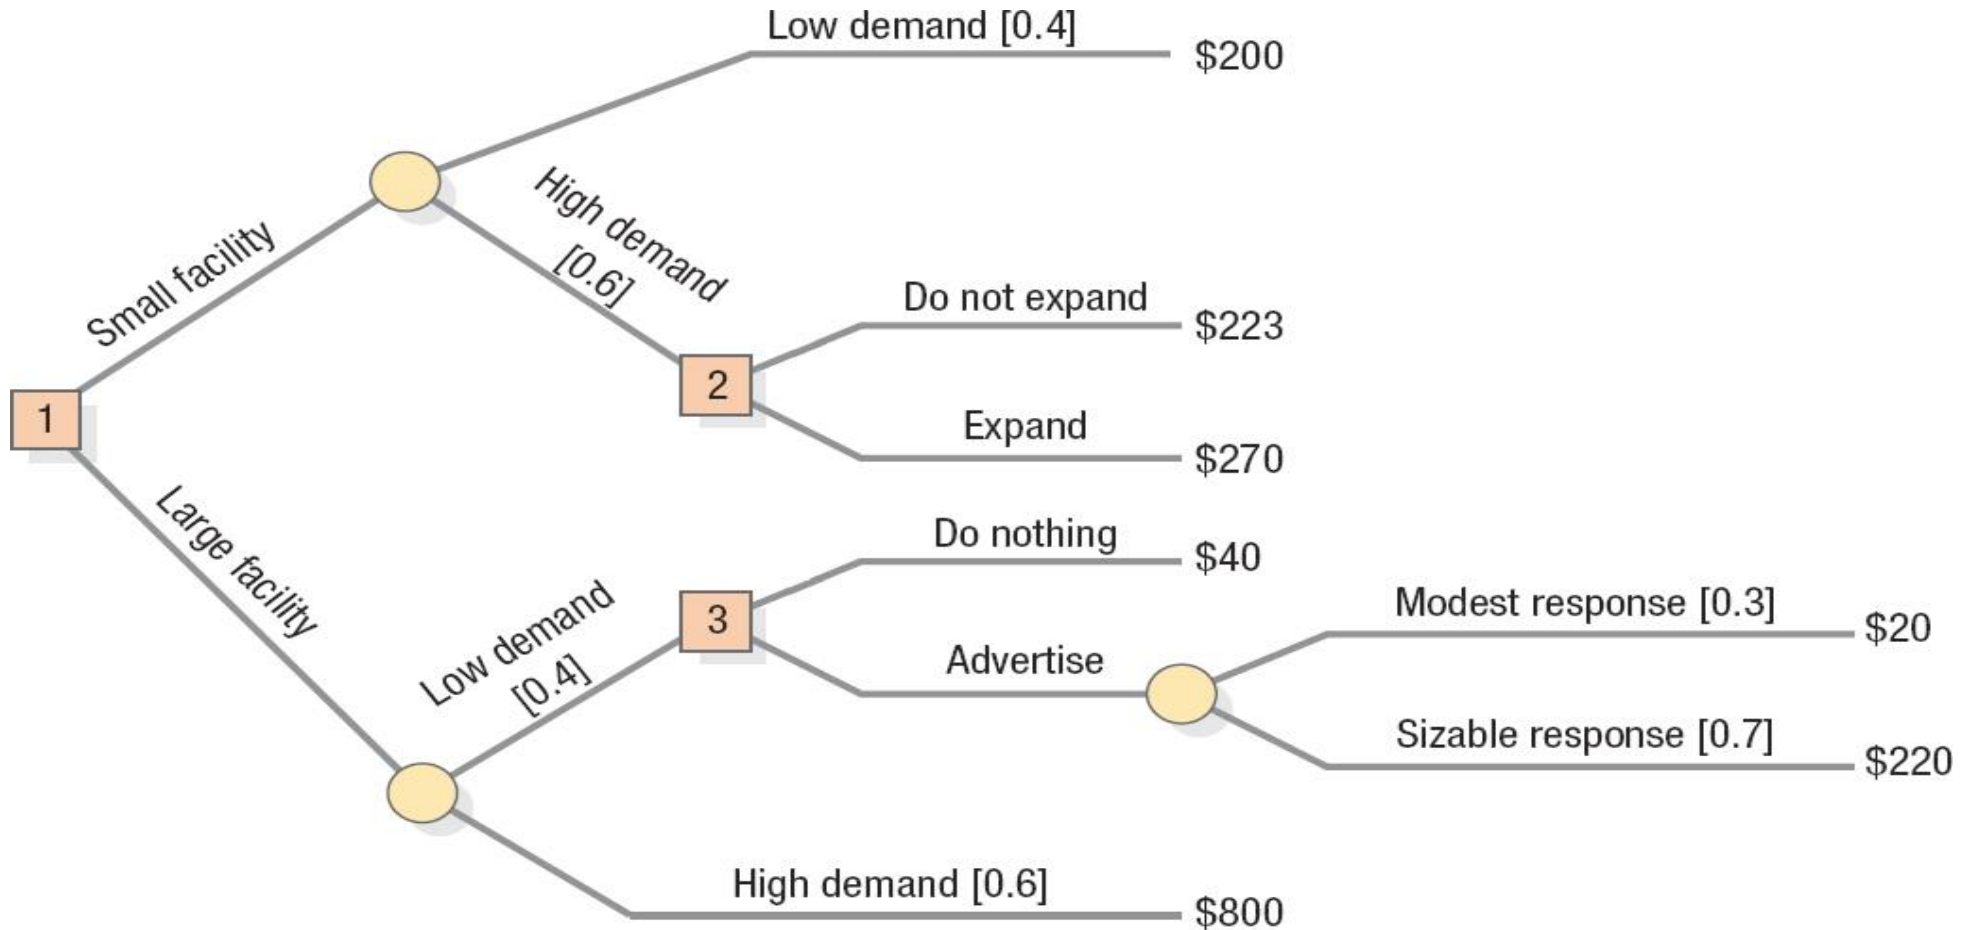 Low demand [0.4]
$200
Small facility
High demand
[0.6]
Do not expand
$223
2
Expand
$270
1
Large facility
Do nothing
$40
Low demand
[0.4]
3
Advertise
Modest response [0.3]
$20
Sizable response [0.7]
$220
High demand [0.6]
$800